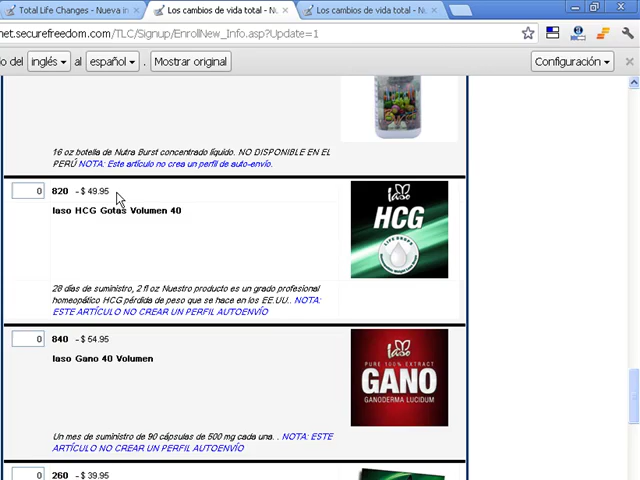 Total Life Changes - Nueva in
Los cambios de vida total - Nu
Los cambios de vida total - Nu
net.securefreedom.com/TLC/Signup/EnrollNew_Info.asp?Update=1
o del inglés al español . Mostrar original Configuración
16 oz botella de Nutra Burst concentrado líquido. NO DISPONIBLE EN EL
PERÚ NOTA: Este artículo no crea un perfil de auto-envío.
0 820 - $ 49.95
Iaso HCG Gotas Volumen 40
Iaso
HCG
LIFE DROPS
28 días de suministro, 2 fl oz Nuestro producto es un grado profesional
homeopático HCG pérdida de peso que se hace en los EE.UU.. NOTA:
ESTE ARTÍCULO NO CREAR UN PERFIL AUTOENVÍO
0 840 - $ 54.95
Iaso Gano 40 Volumen
Iaso
PURE 100% EXTRACT
GANO
GANODERMA LUCIDUM
Un mes de suministro de 90 cápsulas de 500 mg cada una. . NOTA: ESTE
ARTÍCULO NO CREAR UN PERFIL AUTOENVÍO
0 260 - $ 39.95